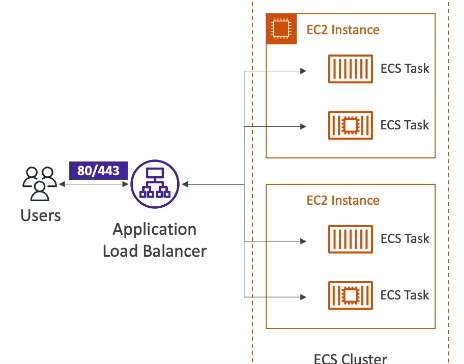 EC2 Instance
ECS Task
ECS Task
80/443
Users
Application
Load Balancer
EC2 Instance
ECS Task
ECS Task
ECS Cluster